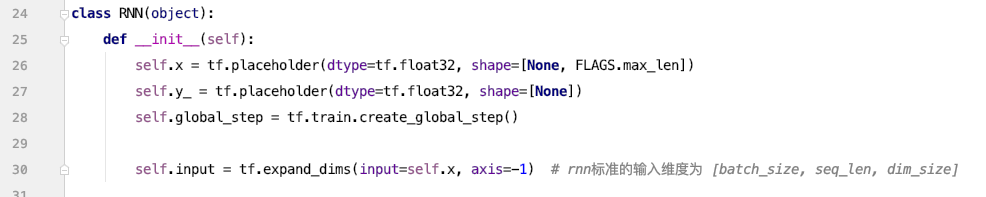 24 class RNN(object):
25     def __init__(self):
26         self.x = tf.placeholder(dtype=tf.float32, shape=[None, FLAGS.max_len])
27         self.y_ = tf.placeholder(dtype=tf.float32, shape=[None])
28         self.global_step = tf.train.create_global_step()
29
30         self.input = tf.expand_dims(input=self.x, axis=-1)  # rnn标准的输入维度为 [batch_size, seq_len, dim_size]
31